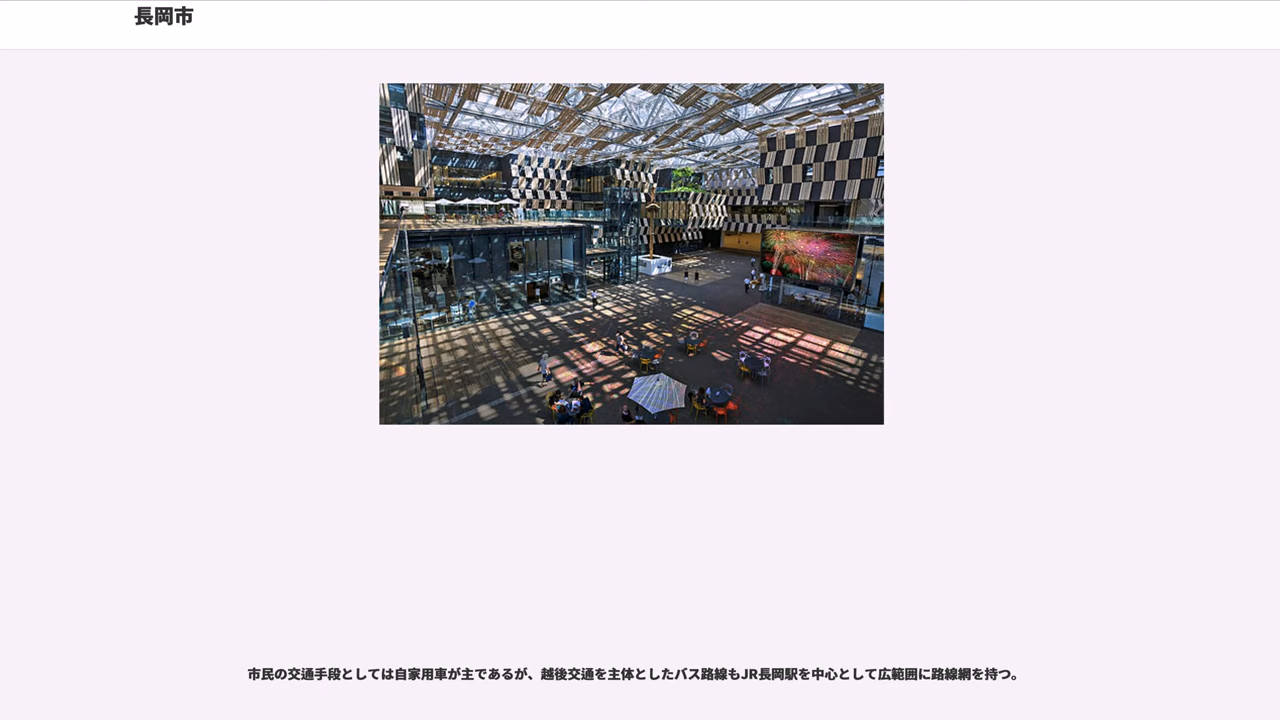 長岡市
市民の交通手段としては自家用車が主であるが、越後交通を主体としたバス路線もJR長岡駅を中心として広範囲に路線網を持つ。